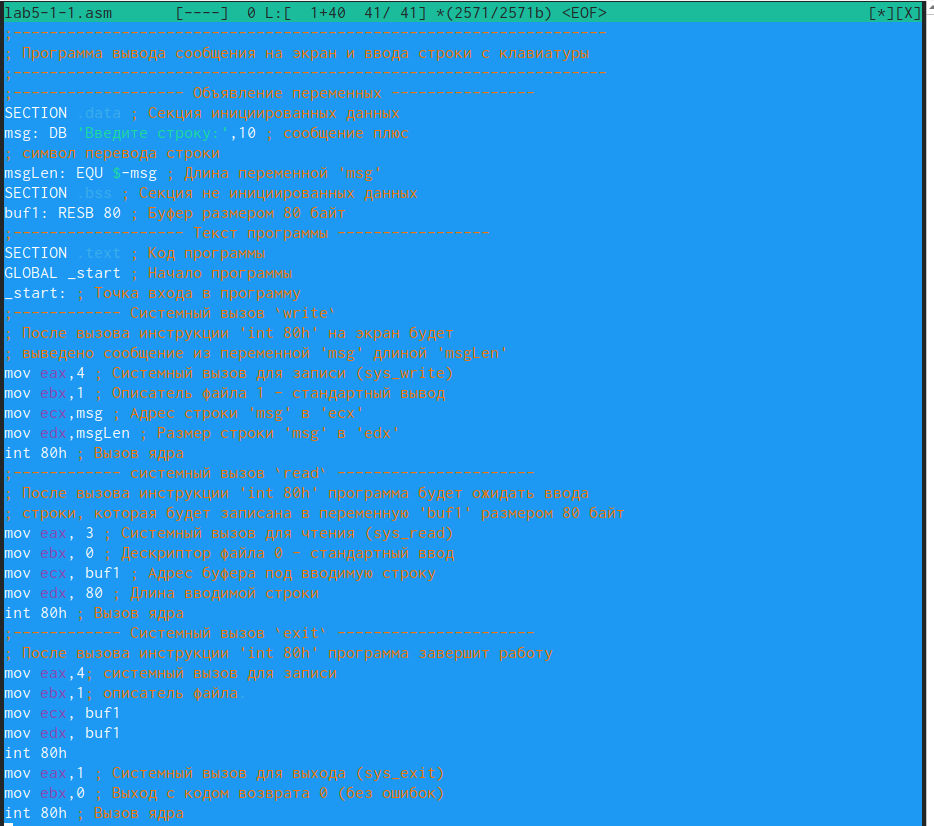 lab5-1-1.asm       [----]  0 L:[  1+40  41/ 41] *(2571/2571b) <EOF>                             [*][X]
;------------------------------------------------------------------
; Программа вывода сообщения на экран и ввода строки с клавиатуры
;------------------------------------------------------------------
;------------------- Объявление переменных ----------------
SECTION .data ; Секция инициированных данных
msg: DB 'Введите строку:',10 ; сообщение плюс
; символ перевода строки
msgLen: EQU $-msg ; Длина переменной 'msg'
SECTION .bss ; Секция не инициированных данных
buf1: RESB 80 ; Буфер размером 80 байт
;------------------- Текст программы -----------------
SECTION .text ; Код программы
GLOBAL _start ; Начало программы
_start: ; Точка входа в программу
;------------ Системный вызов `write`
; После вызова инструкции 'int 80h' на экран будет
; выведено сообщение из переменной 'msg' длиной 'msgLen'
mov eax,4 ; Системный вызов для записи (sys_write)
mov ebx,1 ; Описатель файла 1 - стандартный вывод
mov ecx,msg ; Адрес строки 'msg' в 'ecx'
mov edx,msgLen ; Размер строки 'msg' в 'edx'
int 80h ; Вызов ядра
;------------ системный вызов `read` ----------------------
; После вызова инструкции 'int 80h' программа будет ожидать ввода
; строки, которая будет записана в переменную 'buf1' размером 80 байт
mov eax, 3 ; Системный вызов для чтения (sys_read)
mov ebx, 0 ; Дескриптор файла 0 - стандартный ввод
mov ecx, buf1 ; Адрес буфера под вводимую строку
mov edx, 80 ; Длина вводимой строки
int 80h ; Вызов ядра
;------------ Системный вызов `exit` ----------------------
; После вызова инструкции 'int 80h' программа завершит работу
mov eax,4; системный вызов для записи
mov ebx,1; описатель файла.
mov ecx, buf1
mov edx, buf1
int 80h
mov eax,1 ; Системный вызов для выхода (sys_exit)
mov ebx,0 ; Выход с кодом возврата 0 (без ошибок)
int 80h ; Вызов ядра